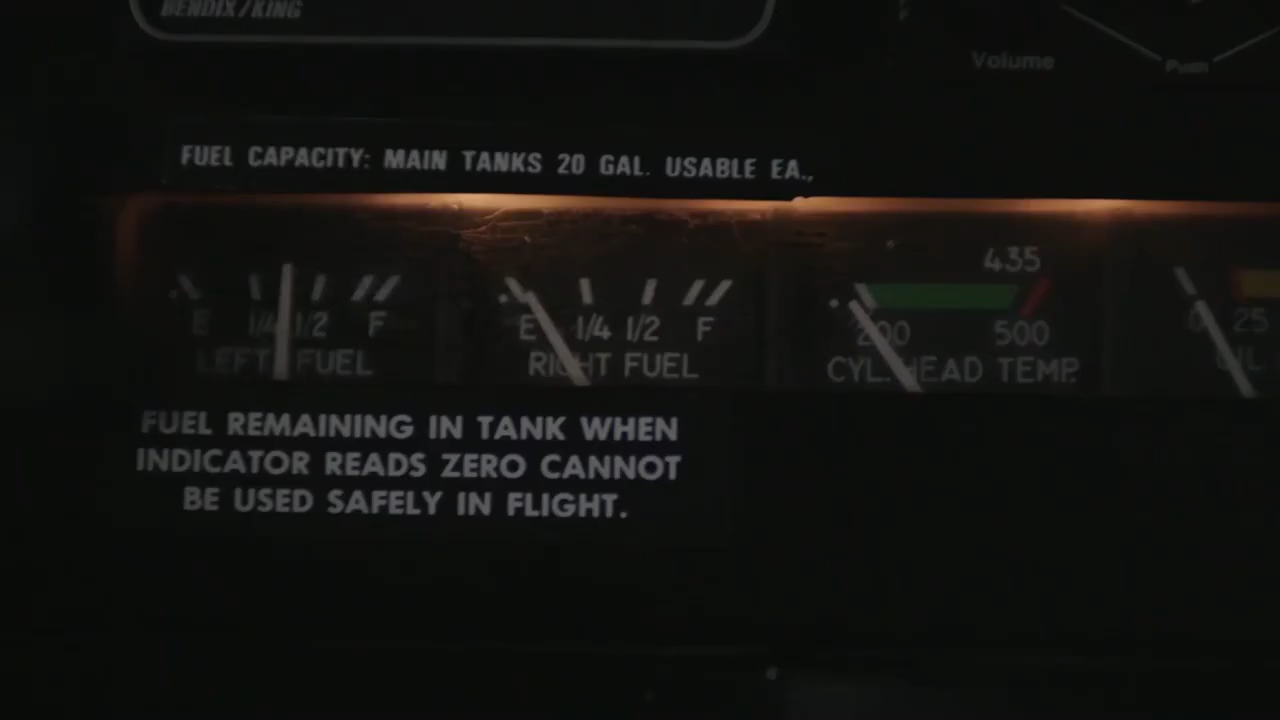 BENDIX/KING
Volume
Push
FUEL CAPACITY: MAIN TANKS 20 GAL. USABLE EA.,
E 1/4 1/2 F
LEFT FUEL
E 1/4 1/2 F
RIGHT FUEL
435
200 500
CYL. HEAD TEMP.
0 25
FUEL REMAINING IN TANK WHEN
INDICATOR READS ZERO CANNOT
BE USED SAFELY IN FLIGHT.